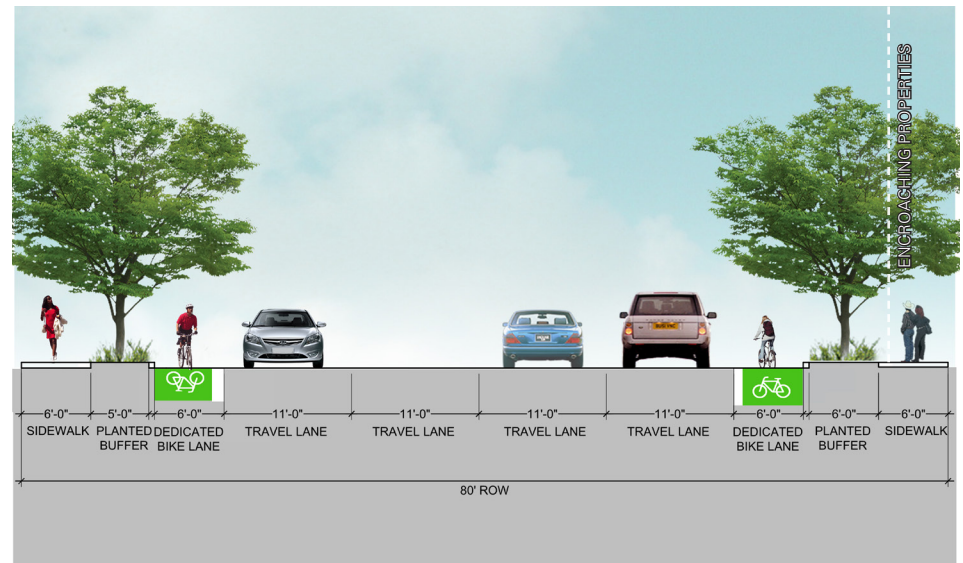 ENCROACHING PROPERTIES
6'-0" 5'-0" 6'-0" 11'-0" 11'-0" 11'-0" 11'-0" 6'-0" 6'-0" 6'-0"
SIDEWALK PLANTED DEDICATED TRAVEL LANE TRAVEL LANE TRAVEL LANE TRAVEL LANE DEDICATED PLANTED SIDEWALK
BUFFER BIKE LANE BIKE LANE BUFFER
80' ROW